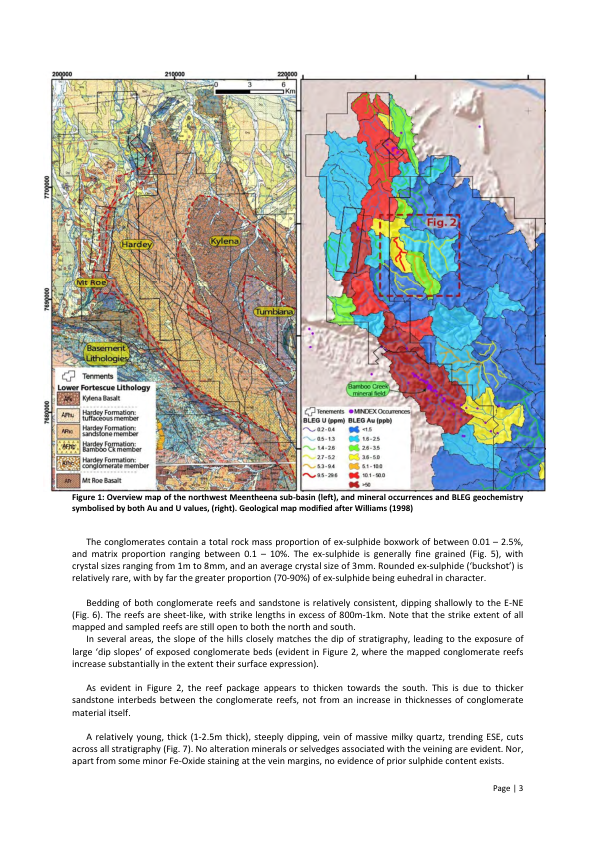 200000
210000
220000
0 3 6
Km
7700000
7690000
7680000
Hardey
Kylena
Mt Roe
Tumbiana
Basement
Lithologies
Tenements
Lower Fortescue Lithology
Kylena Basalt
Hardey Formation:
tuffaceous member
Hardey Formation:
sandstone member
Hardey Formation:
Bamboo Ck member
Hardey Formation:
conglomerate member
Mt Roe Basalt
Fig. 2
Bamboo Creek
mineral field
Tenements MINDEX Occurrences
BLEG U (ppm) BLEG Au (ppb)
0.2 - 0.4 <1.5
0.5 - 1.3 1.6 - 2.5
1.4 - 2.6 2.6 - 3.5
2.7 - 5.2 3.6 - 5.0
5.3 - 9.4 5.1 - 10.0
9.5 - 29.6 10.1 - 50.0
>50
Figure 1: Overview map of the northwest Meentheena sub-basin (left), and mineral occurrences and BLEG geochemistry
symbolised by both Au and U values, (right). Geological map modified after Williams (1998)
The conglomerates contain a total rock mass proportion of ex-sulphide boxwork of between 0.01 – 2.5%,
and matrix proportion ranging between 0.1 – 10%. The ex-sulphide is generally fine grained (Fig. 5), with
crystal sizes ranging from 1m to 8mm, and an average crystal size of 3mm. Rounded ex-sulphide ('buckshot') is
relatively rare, with by far the greater proportion (70-90%) of ex-sulphide being euhedral in character.
Bedding of both conglomerate reefs and sandstone is relatively consistent, dipping shallowly to the E-NE
(Fig. 6). The reefs are sheet-like, with strike lengths in excess of 800m-1km. Note that the strike extent of all
mapped and sampled reefs are still open to both the north and south.
In several areas, the slope of the hills closely matches the dip of stratigraphy, leading to the exposure of
large 'dip slopes' of exposed conglomerate beds (evident in Figure 2, where the mapped conglomerate reefs
increase substantially in the extent their surface expression).
As evident in Figure 2, the reef package appears to thicken towards the south. This is due to thicker
sandstone interbeds between the conglomerate reefs, not from an increase in thicknesses of conglomerate
material itself.
A relatively young, thick (1-2.5m thick), steeply dipping, vein of massive milky quartz, trending ESE, cuts
across all stratigraphy (Fig. 7). No alteration minerals or selvedges associated with the veining are evident. Nor,
apart from some minor Fe-Oxide staining at the vein margins, no evidence of prior sulphide content exists.
Page | 3